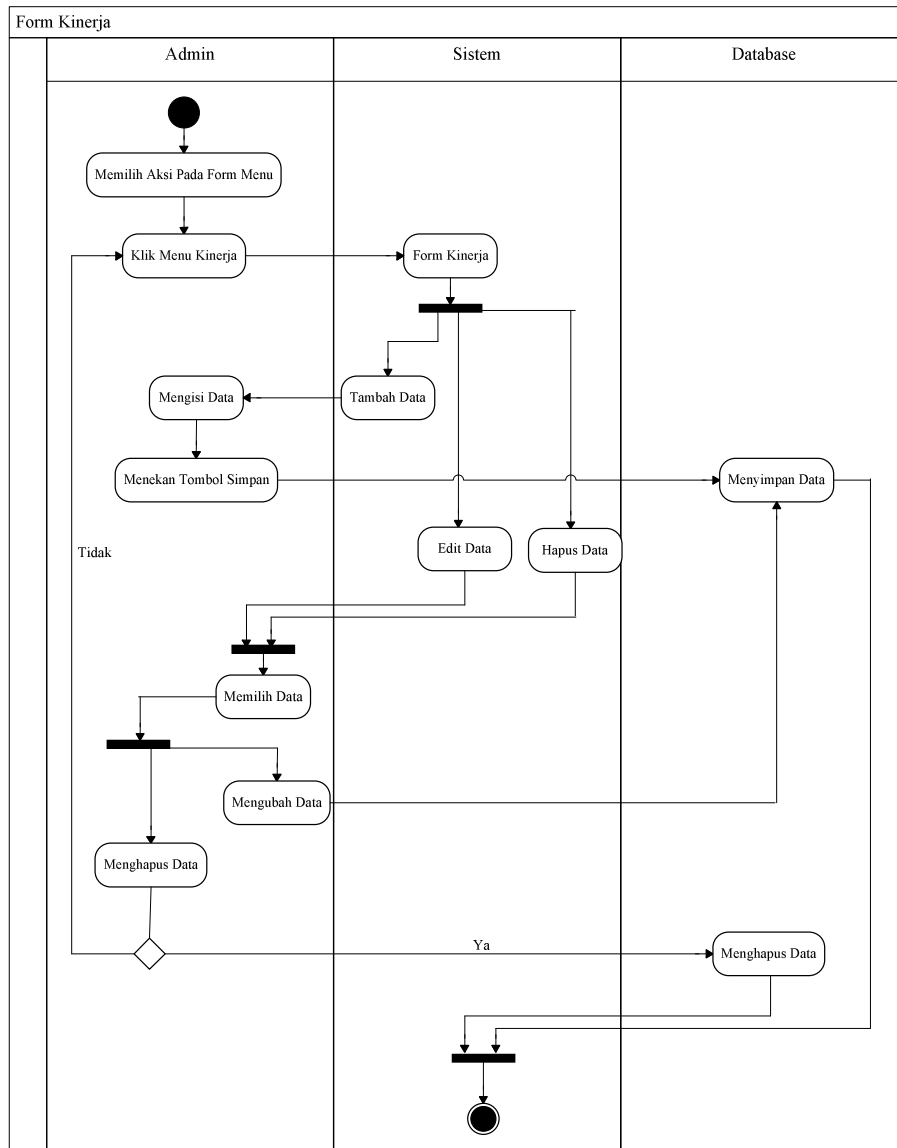 Form Kinerja
Admin
Sistem
Database
Memilih Aksi Pada Form Menu
Klik Menu Kinerja
Form Kinerja
Mengisi Data
Tambah Data
Menekan Tombol Simpan
Menyimpan Data
Tidak
Edit Data
Hapus Data
Memilih Data
Mengubah Data
Menghapus Data
Ya
Menghapus Data